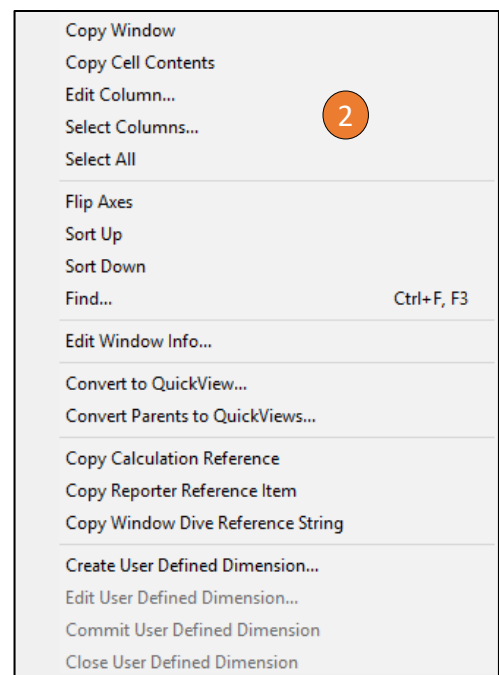 Copy Window
Copy Cell Contents
Edit Column...
2
Select Columns...
Select All
Flip Axes
Sort Up
Sort Down
Find... Ctrl+F, F3
Edit Window Info...
Convert to QuickView...
Convert Parents to QuickViews...
Copy Calculation Reference
Copy Reporter Reference Item
Copy Window Dive Reference String
Create User Defined Dimension...
Edit User Defined Dimension...
Commit User Defined Dimension
Close User Defined Dimension